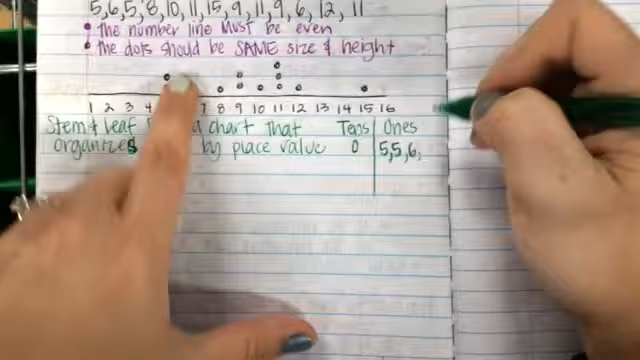 5,6,5,8,10,11,15,9,11,9,6,12,11
• the number line MUST be even
• the dots should be SAME size & height
1 2 3 4 7 8 9 10 11 12 13 14 15 16
Stem & Leaf a chart that Tens Ones
organizes by place value 0 5,5,6,